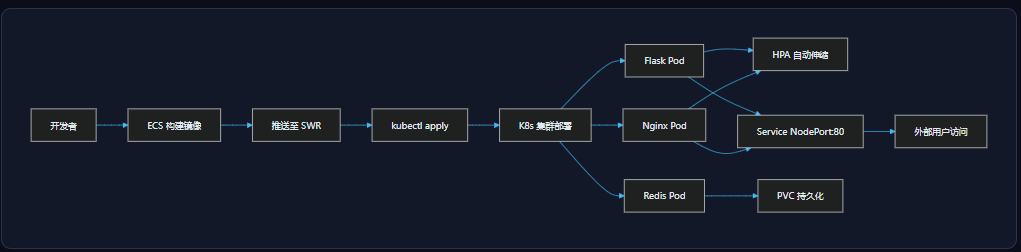 开发者
ECS 构建镜像
推送至 SWR
kubectl apply
K8s 集群部署
Flask Pod
Nginx Pod
Redis Pod
HPA 自动伸缩
Service NodePort:80
PVC 持久化
外部用户访问